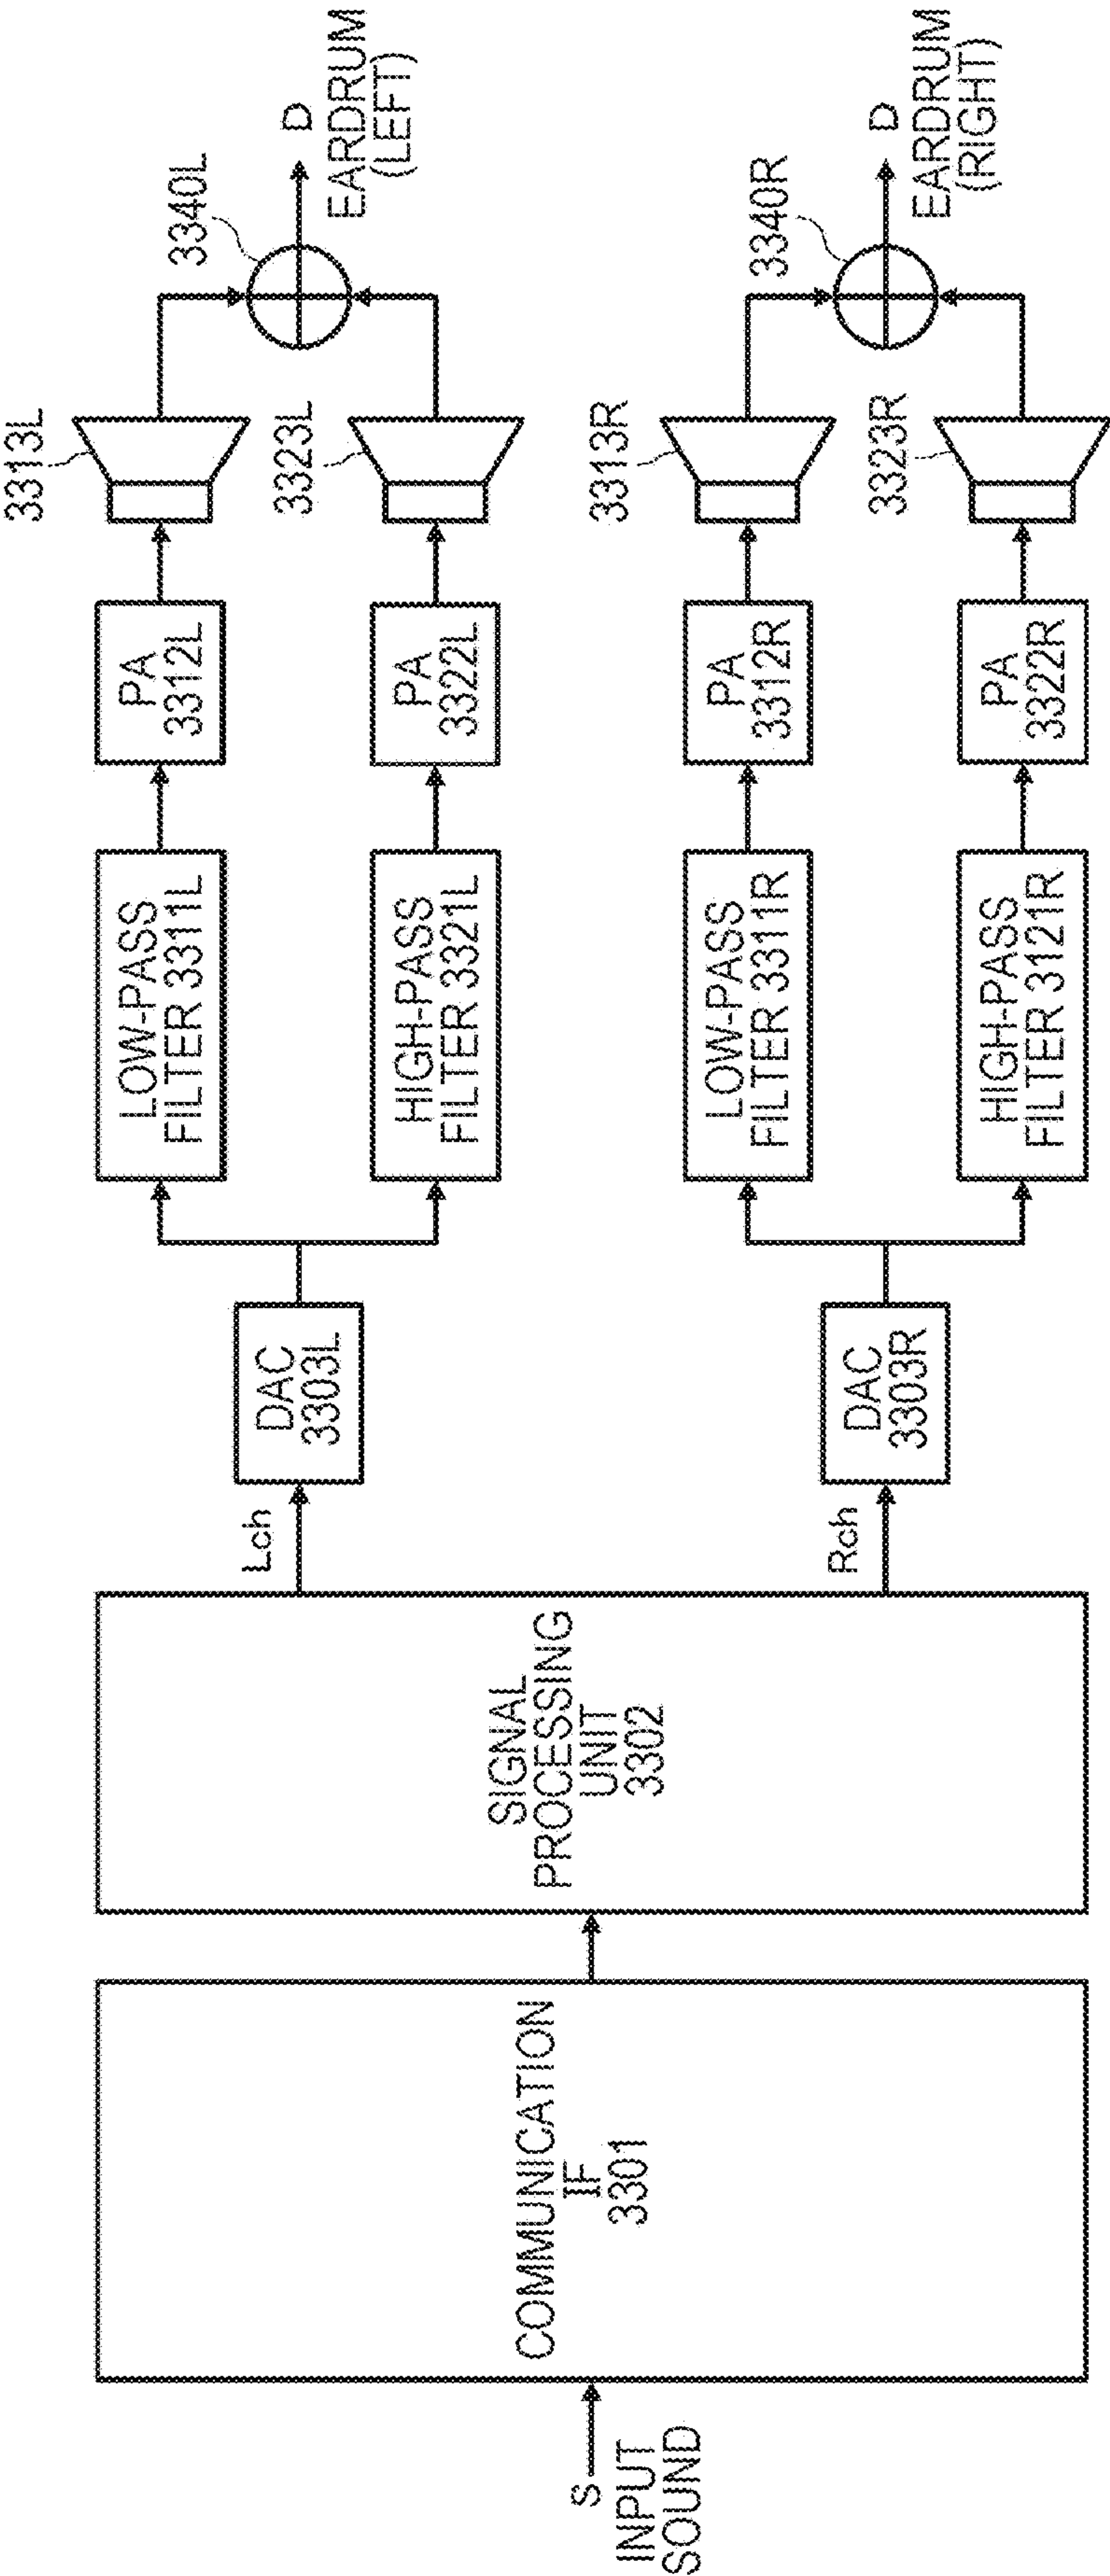 S
INPUT
SOUND
COMMUNICATION
IF
3301
SIGNAL
PROCESSING
UNIT
3302
Lch
DAC
3303L
LOW-PASS
FILTER 3311L
PA
3312L
3313L
HIGH-PASS
FILTER 3321L
PA
3322L
3323L
3340L
D
EARDRUM
(LEFT)
Rch
DAC
3303R
LOW-PASS
FILTER 3311R
PA
3312R
3313R
HIGH-PASS
FILTER 3121R
PA
3322R
3323R
3340R
D
EARDRUM
(RIGHT)